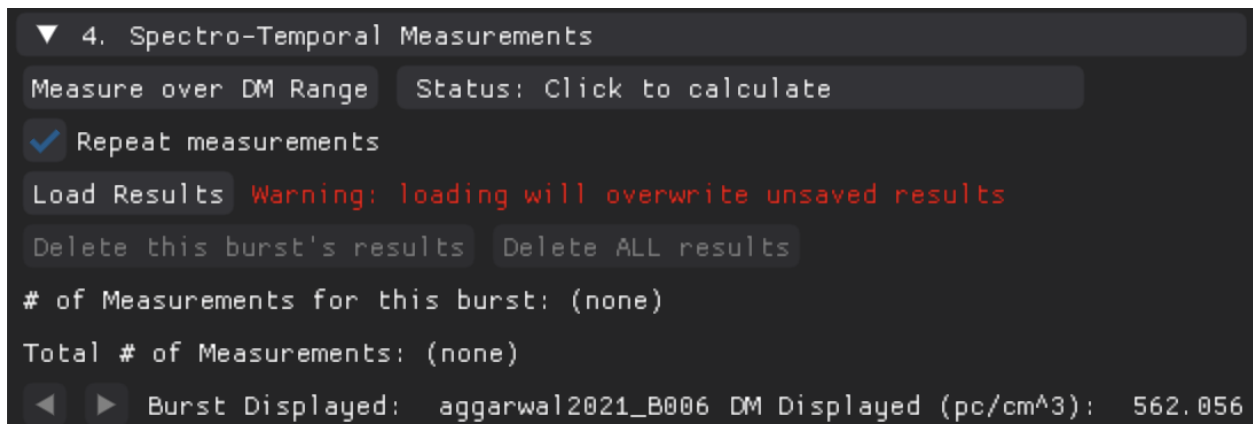 ▼ 4. Spectro-Temporal Measurements
Measure over DM Range Status: Click to calculate
Repeat measurements
Load Results Warning: loading will overwrite unsaved results
Delete this burst's results Delete ALL results
# of Measurements for this burst: (none)
Total # of Measurements: (none)
Burst Displayed: aggarwal2021_B006 DM Displayed (pc/cm^3): 562.056